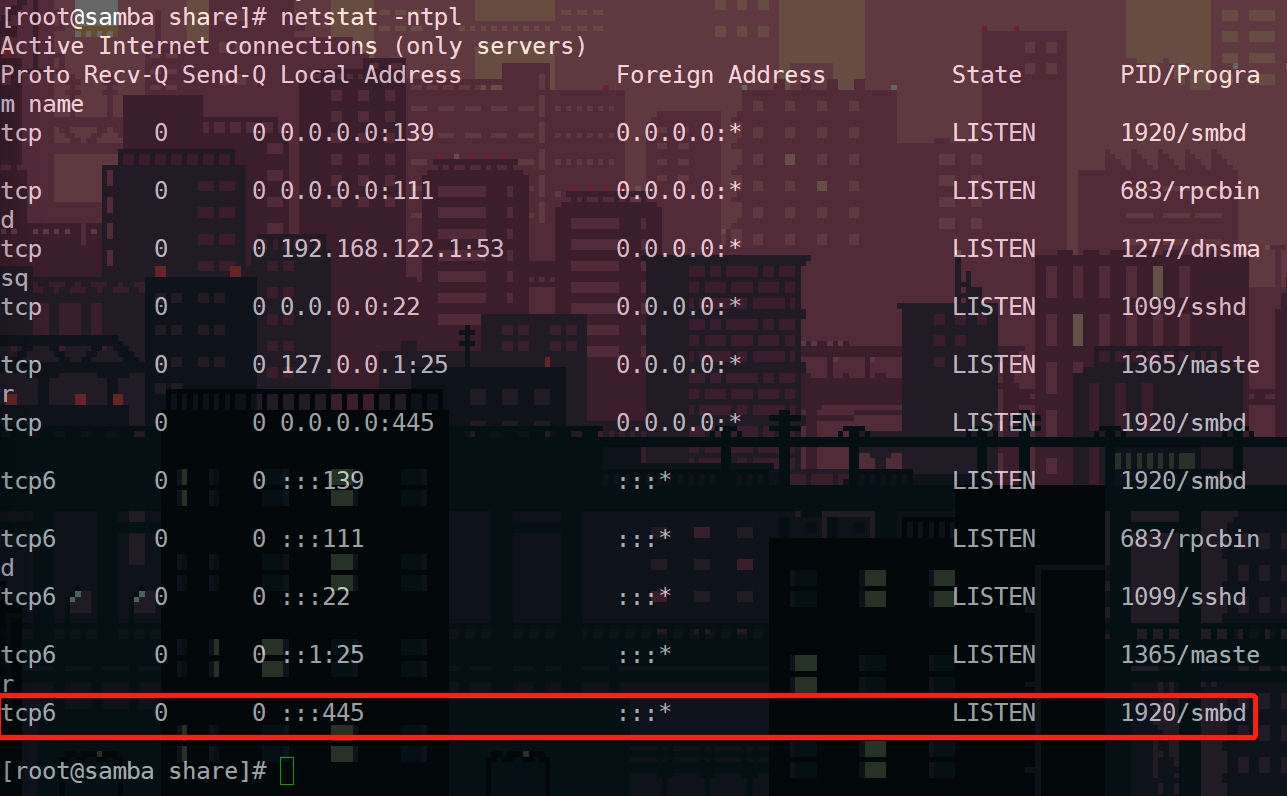 [root@samba share]# netstat -ntpl
Active Internet connections (only servers)
Proto Recv-Q Send-Q Local Address           Foreign Address         State       PID/Progra
m name
tcp        0      0 0.0.0.0:139             0.0.0.0:*               LISTEN      1920/smbd
tcp        0      0 0.0.0.0:111             0.0.0.0:*               LISTEN      683/rpcbin
d
tcp        0      0 192.168.122.1:53        0.0.0.0:*               LISTEN      1277/dnsma
sq
tcp        0      0 0.0.0.0:22              0.0.0.0:*               LISTEN      1099/sshd
tcp        0      0 127.0.0.1:25            0.0.0.0:*               LISTEN      1365/maste
r
tcp        0      0 0.0.0.0:445             0.0.0.0:*               LISTEN      1920/smbd
tcp6       0      0 :::139                  :::*                    LISTEN      1920/smbd
tcp6       0      0 :::111                  :::*                    LISTEN      683/rpcbin
d
tcp6       0      0 :::22                   :::*                    LISTEN      1099/sshd
tcp6       0      0 ::1:25                  :::*                    LISTEN      1365/maste
r
tcp6       0      0 :::445                  :::*                    LISTEN      1920/smbd
[root@samba share]#